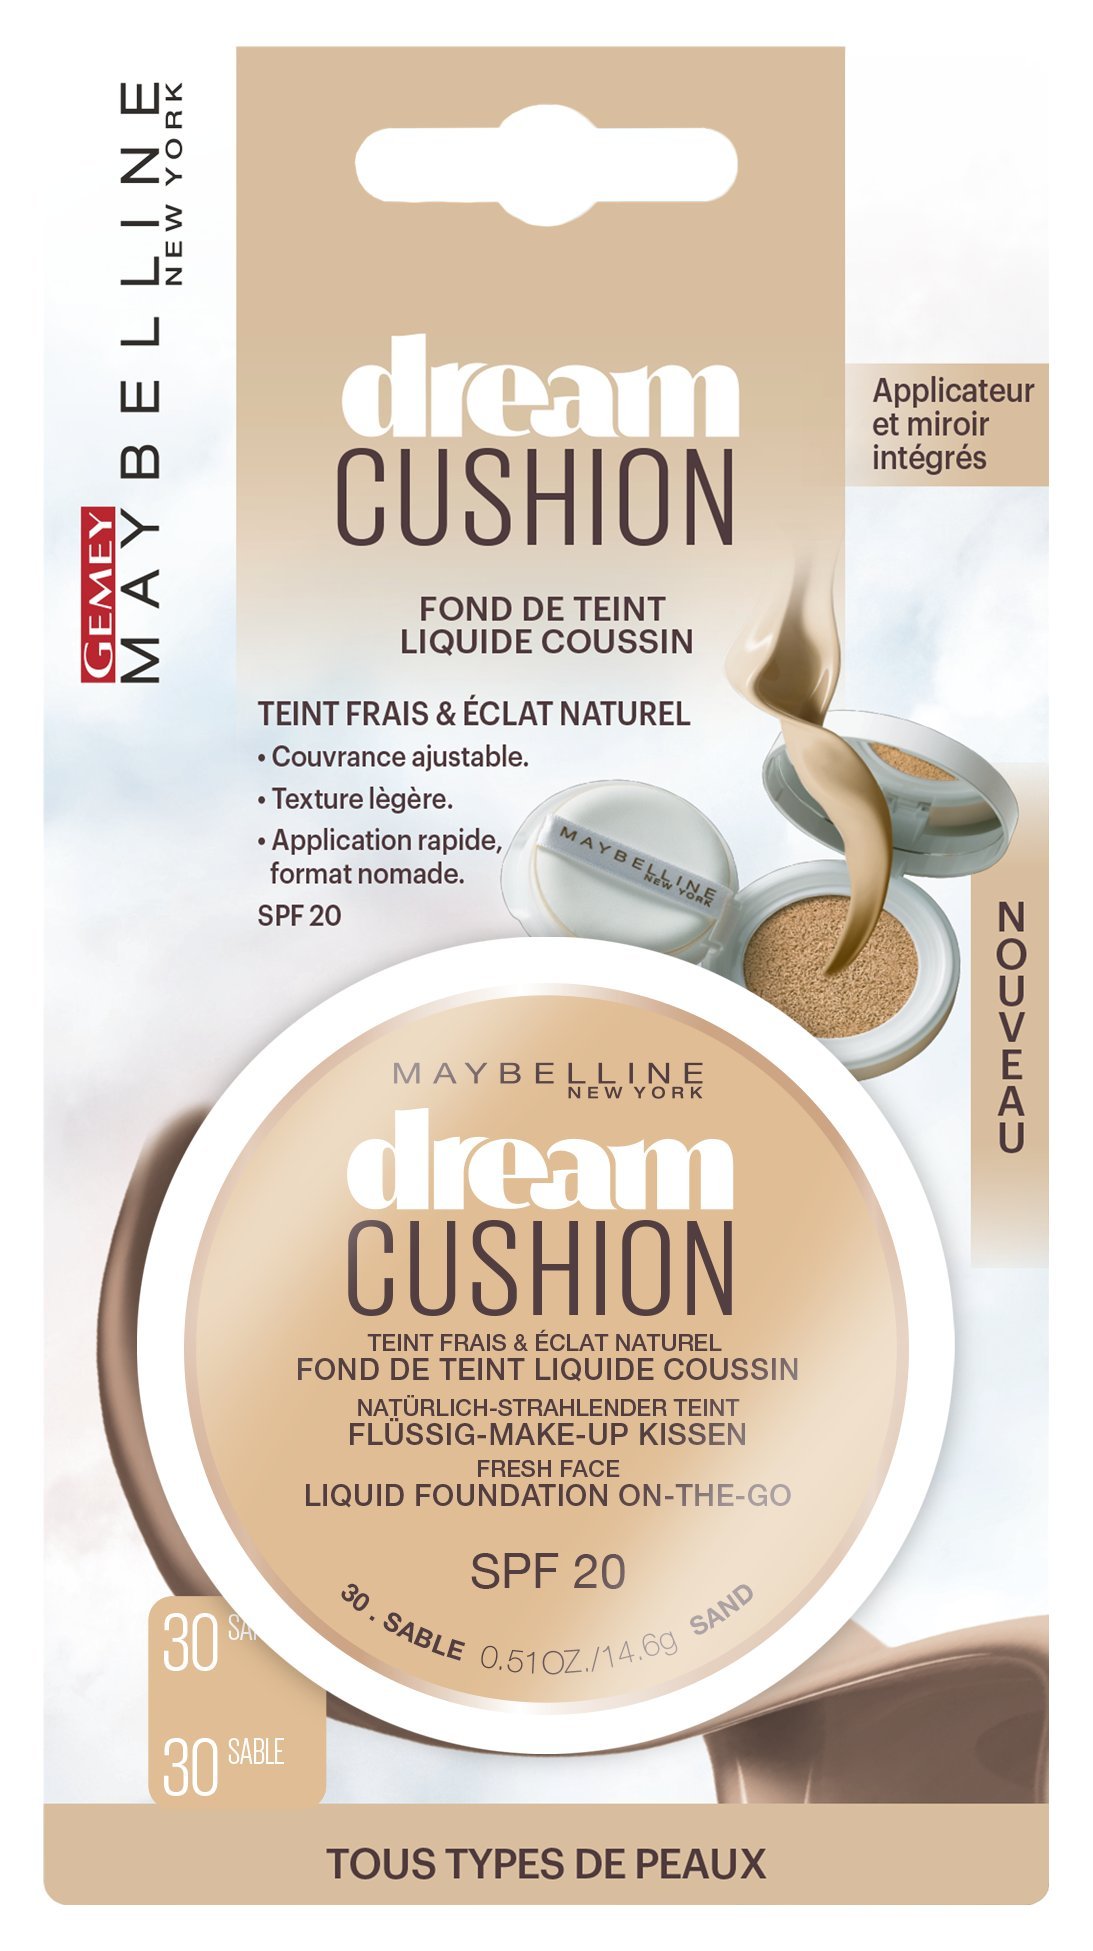 GEMEY
MAYBELLINE
NEW YORK
dream
CUSHION
Applicateur
et miroir
intégrés
FOND DE TEINT
LIQUIDE COUSSIN
TEINT FRAIS & ÉCLAT NATUREL
• Couvrance ajustable.
• Texture lègère.
• Application rapide,
format nomade.
SPF 20
MAYBELLINE
NEW YORK
NOUVEAU
MAYBELLINE
NEW YORK
dream
CUSHION
TEINT FRAIS & ÉCLAT NATUREL
FOND DE TEINT LIQUIDE COUSSIN
NATÜRLICH-STRAHLENDER TEINT
FLÜSSIG-MAKE-UP KISSEN
FRESH FACE
LIQUID FOUNDATION ON-THE-GO
SPF 20
30 . SABLE 0.51OZ./14.6g SAND
30
30 SABLE
TOUS TYPES DE PEAUX